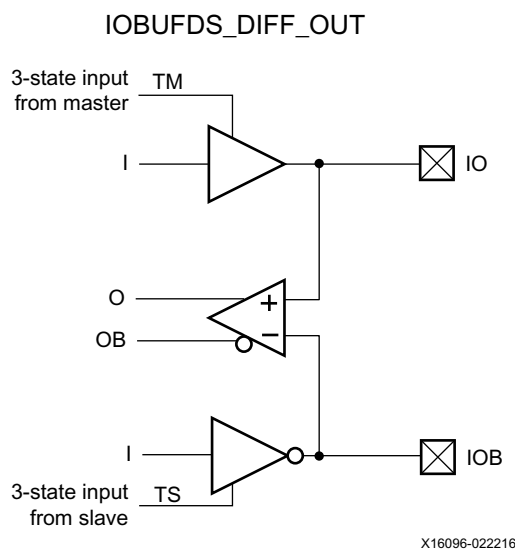 IOBUFDS_DIFF_OUT
3-state input
from master
TM
I
IO
O
+
OB
−
I
IOB
3-state input
from slave
TS
X16096-022216